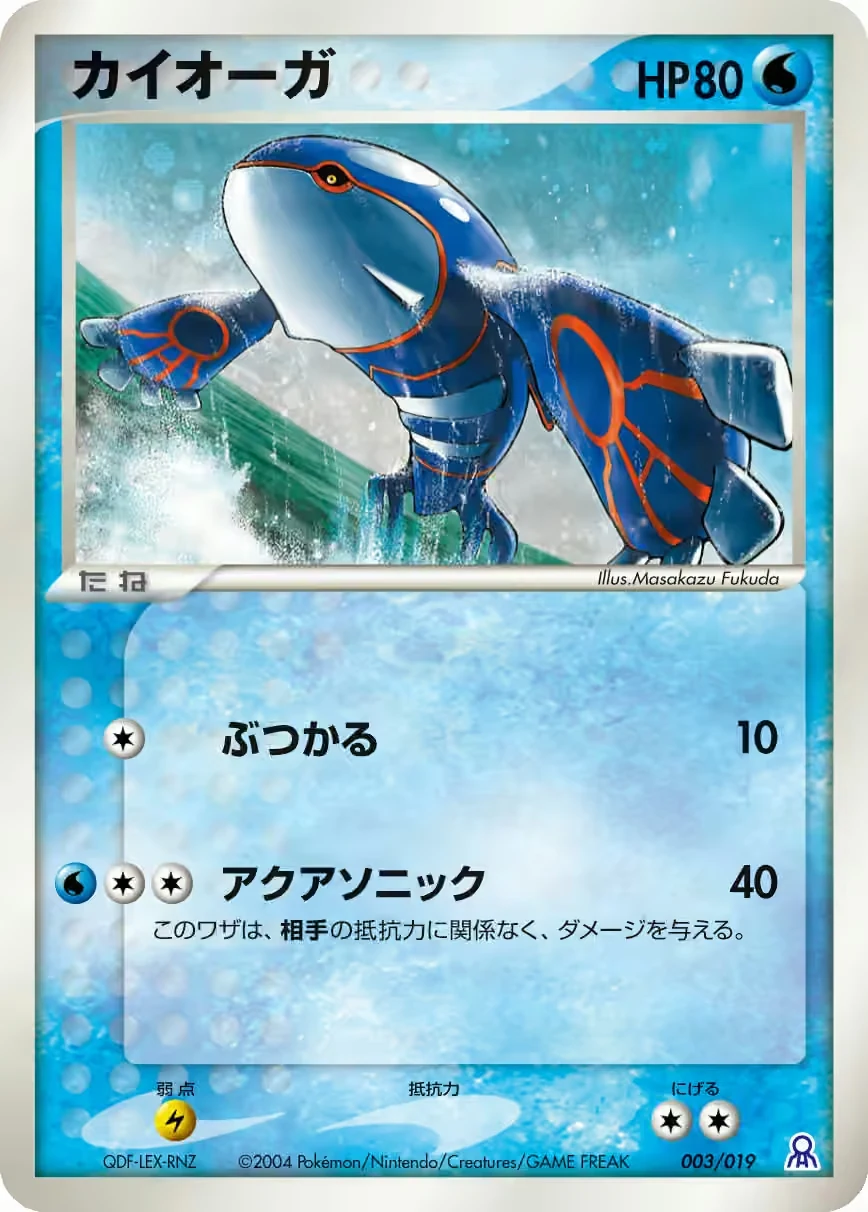 カイオーガ
HP80
たね
Illus.Masakazu Fukuda
ぶつかる 10
アクアソニック 40
このワザは、相手の抵抗力に関係なく、ダメージを与える。
弱点 抵抗力 にげる
QDF-LEX-RNZ ©2004 Pokémon/Nintendo/Creatures/GAME FREAK 003/019